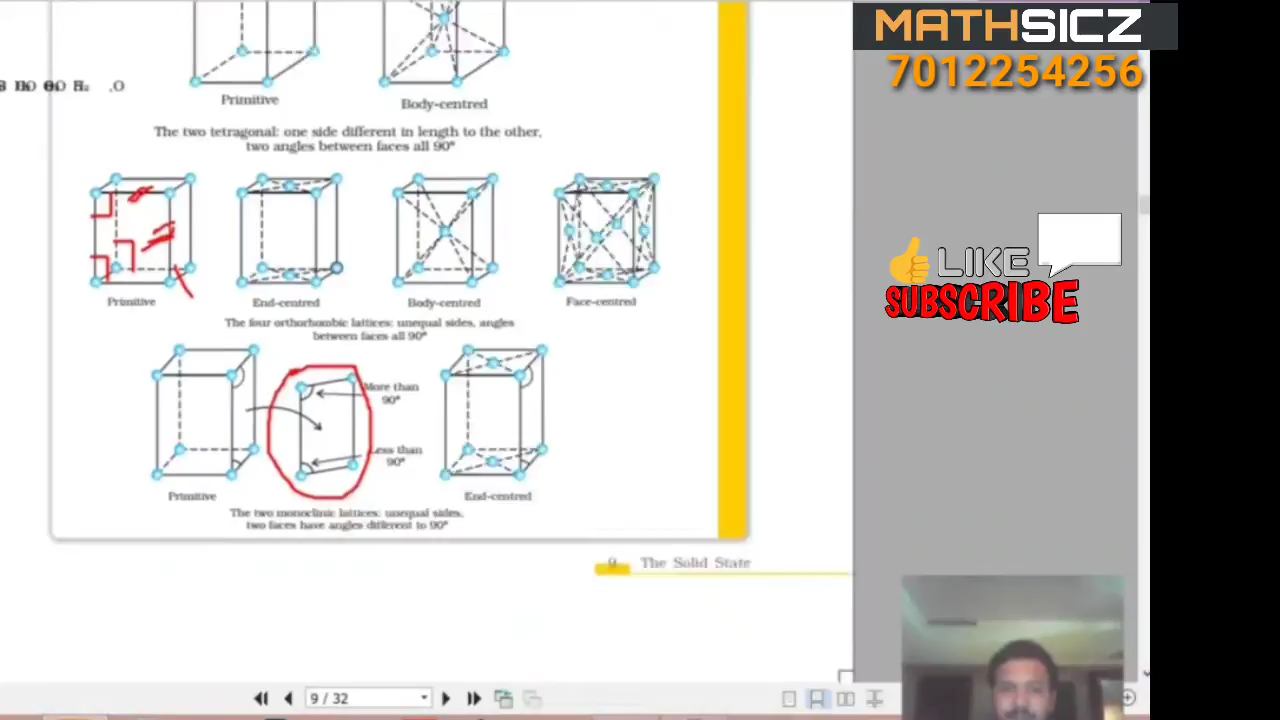 MATHSICZ
7012254256
Primitive
Body-centred
The two tetragonal: one side different in length to the other,
two angles between faces all 90°
Primitive
End-centred
Body-centred
Face-centred
The four orthorhombic lattices: unequal sides, angles
between faces all 90°
LIKE
SUBSCRIBE
More than
90°
Less than
90°
Primitive
End-centred
The two monoclinic lattices: unequal sides,
two faces have angles different to 90°
9 The Solid State
9 / 32